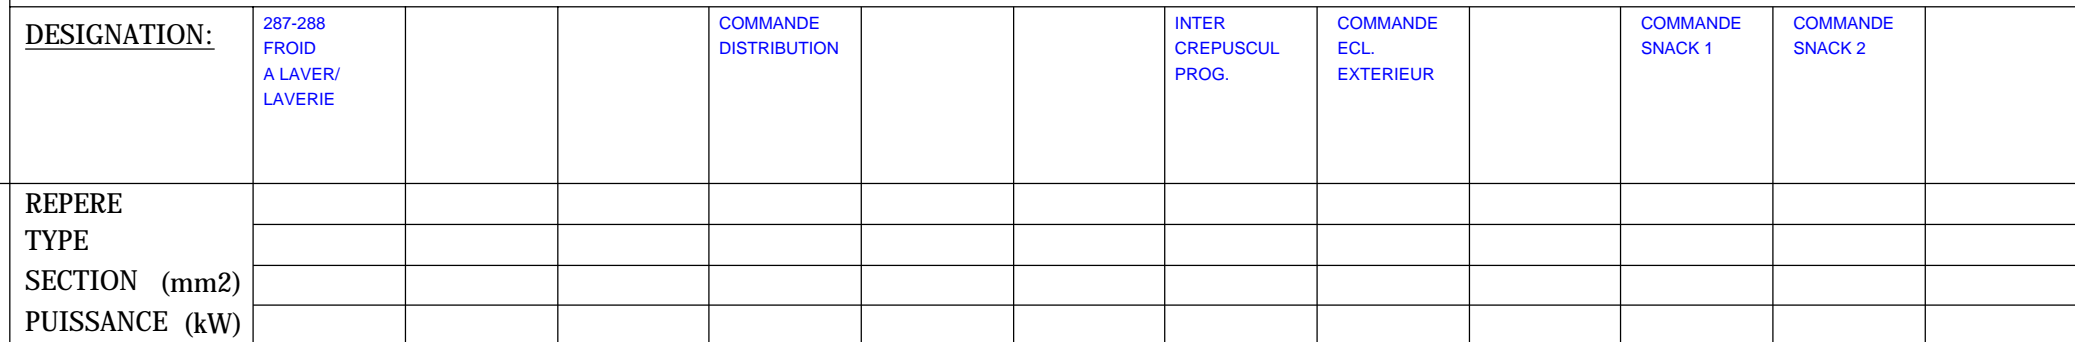 DESIGNATION:
287-288
FROID
A LAVER/
LAVERIE
COMMANDE
DISTRIBUTION
INTER
CREPUSCUL
PROG.
COMMANDE
ECL.
EXTERIEUR
COMMANDE
SNACK 1
COMMANDE
SNACK 2
REPERE
TYPE
SECTION (mm2)
PUISSANCE (kW)